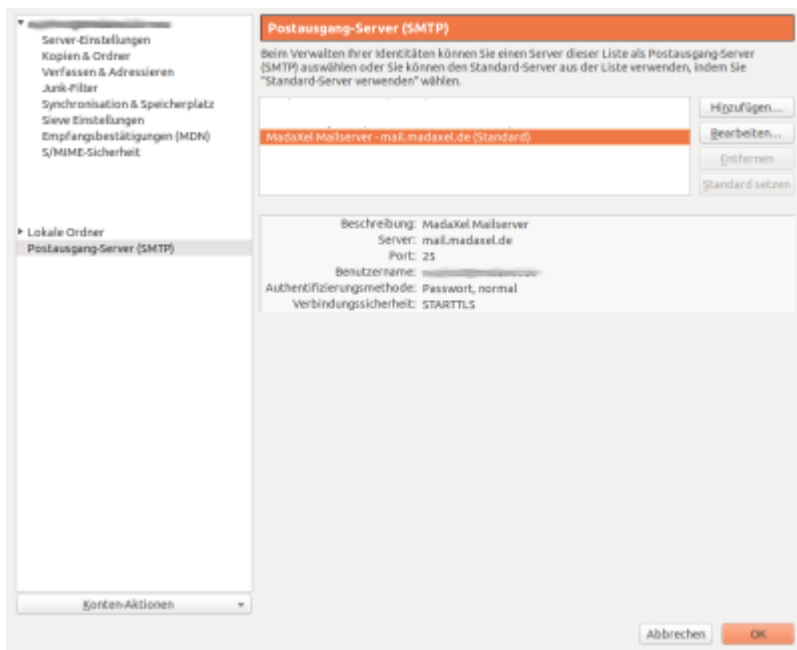 Server-Einstellungen
Kopien & Ordner
Verfassen & Adressieren
Junk-Filter
Synchronisation & Speicherplatz
Sieve Einstellungen
Empfangsbestätigungen (MDN)
S/MIME-Sicherheit
Lokale Ordner
Postausgang-Server (SMTP)
Konten-Aktionen
Postausgang-Server (SMTP)
Beim Verwalten Ihrer Identitäten können Sie einen Server dieser Liste als Postausgang-Server
(SMTP) auswählen oder Sie können den Standard-Server aus der Liste verwenden, indem Sie
"Standard-Server verwenden" wählen.
MadaXel Mailserver - mail.madaxel.de (Standard)
Hinzufügen...
Bearbeiten...
Entfernen
Standard setzen
Beschreibung: MadaXel Mailserver
Server: mail.madaxel.de
Port: 25
Benutzername:
Authentifizierungsmethode: Passwort, normal
Verbindungssicherheit: STARTTLS
Abbrechen
OK